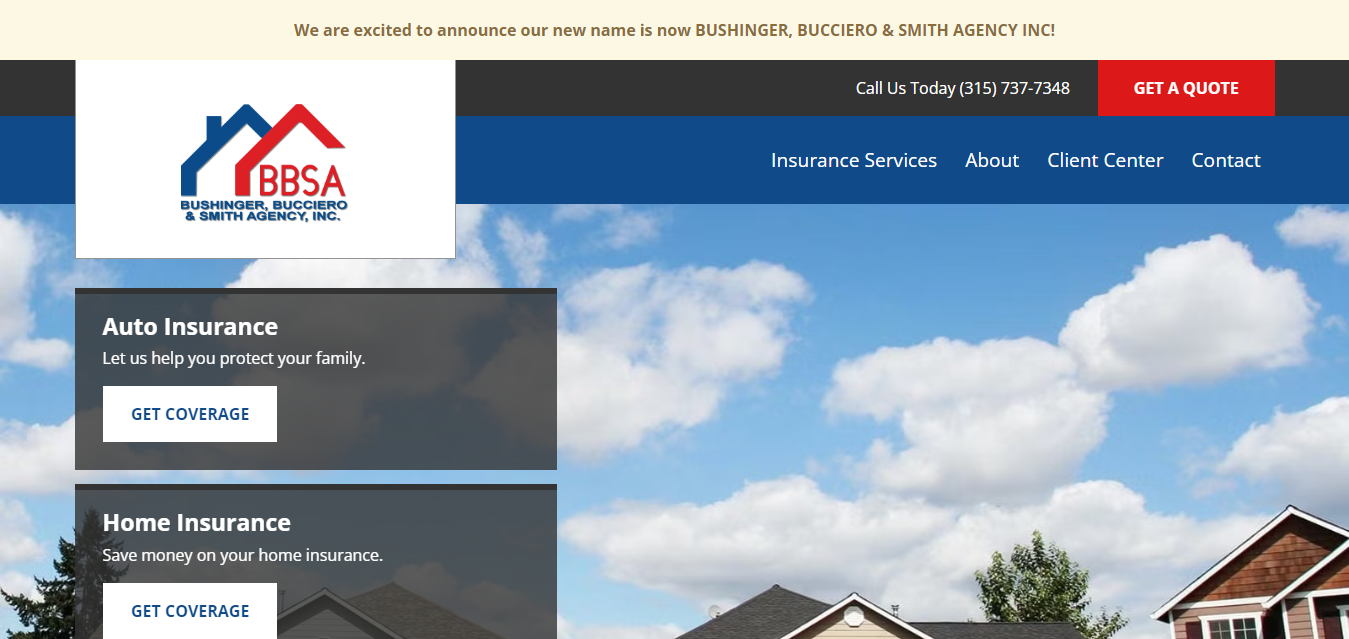 We are excited to announce our new name is now BUSHINGER, BUCCIERO & SMITH AGENCY INC!
Call Us Today (315) 737-7348
GET A QUOTE
BBSA
BUSHINGER, BUCCIERO
& SMITH AGENCY, INC.
Insurance Services
About
Client Center
Contact
Auto Insurance
Let us help you protect your family.
GET COVERAGE
Home Insurance
Save money on your home insurance.
GET COVERAGE